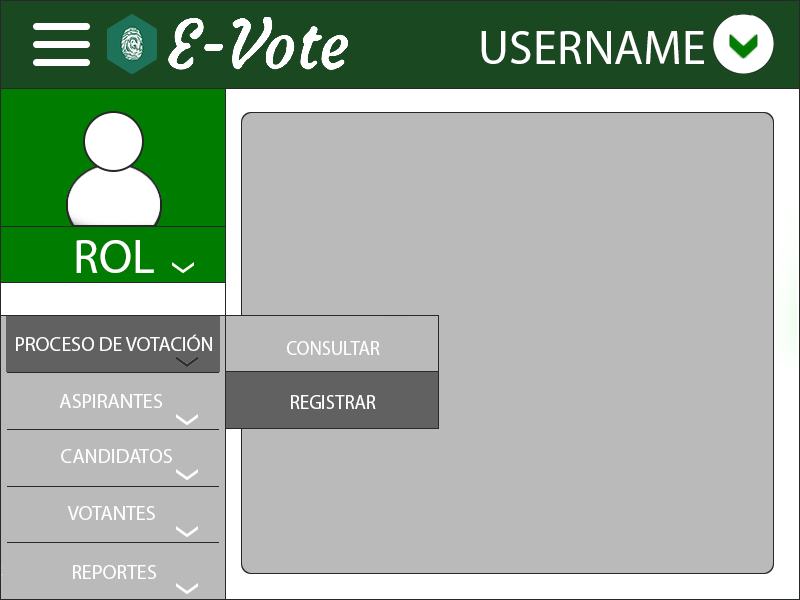 E-Vote
USERNAME
ROL
PROCESO DE VOTACIÓN
CONSULTAR
ASPIRANTES
REGISTRAR
CANDIDATOS
VOTANTES
REPORTES